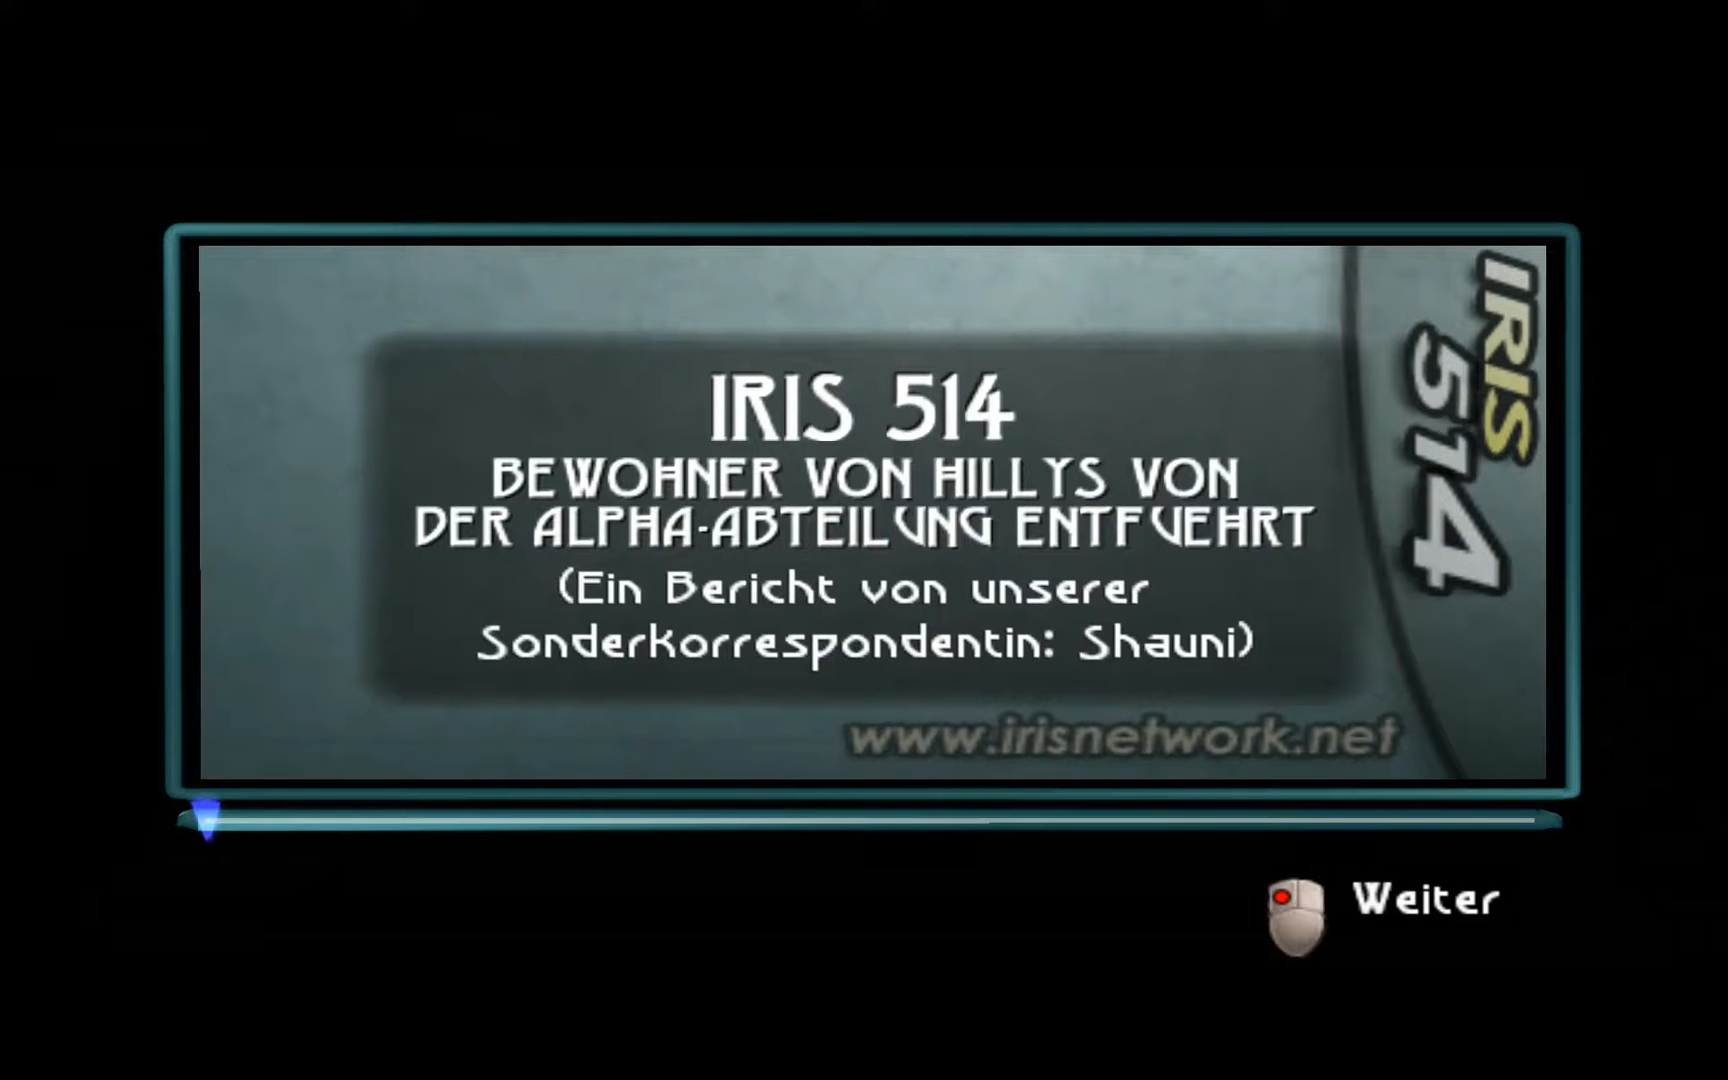 IRIS 514
BEWOHNER VON HILLYS VON
DER ALPHA-ABTEILUNG ENTFUEHRT
(Ein Bericht von unserer
Sonderkorrespondentin: Shauni)
www.irisnetwork.net
IRIS
514
Weiter